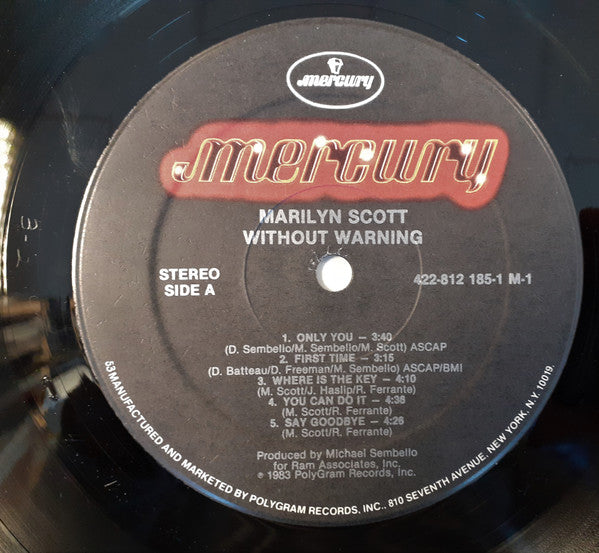 mercury
mercury
MARILYN SCOTT
WITHOUT WARNING
STEREO
SIDE A
422-812 185-1 M-1
1. ONLY YOU – 3:40
(D. Sembello/M. Sembello/M. Scott) ASCAP
2. FIRST TIME – 3:15
(D. Batteau/D. Freeman/M. Sembello) ASCAP/BMI
3. WHERE IS THE KEY – 4:10
(M. Scott/J. Haslip/R. Ferrante)
4. YOU CAN DO IT – 4:36
(M. Scott/R. Ferrante)
5. SAY GOODBYE – 4:26
(M. Scott/R. Ferrante)
Produced by Michael Sembello
for Ram Associates, Inc.
℗ 1983 PolyGram Records, Inc.
53 MANUFACTURED AND MARKETED BY POLYGRAM RECORDS, INC., 810 SEVENTH AVENUE, NEW YORK, N.Y. 10019.